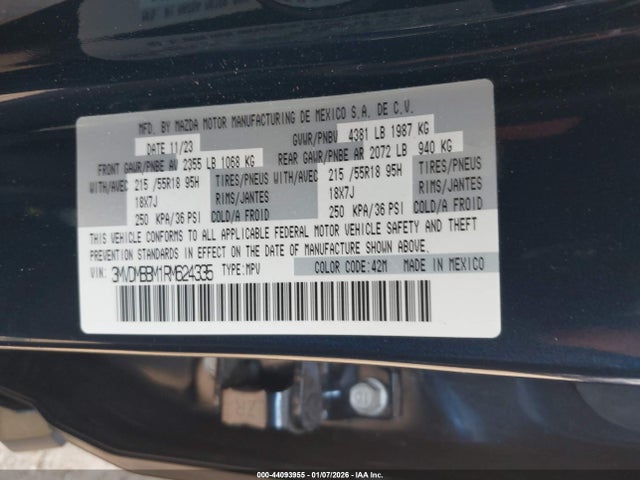 MFD. BY MAZDA MOTOR MANUFACTURING DE MEXICO S.A. DE C.V.
DATE 11/23 GVWR/PNBV 4381 LB 1987 KG
FRONT GAWR/PNBE AV 2355 LB 1068 KG REAR GAWR/PNBE AR 2072 LB 940 KG
WITH/AVEC 215 /55R18 95H TIRES/PNEUS WITH/AVEC 215 /55R18 95H TIRES/PNEUS
18X7J RIMS/JANTES 18X7J RIMS/JANTES
250 KPA/36 PSI COLD/A FROID 250 KPA/36 PSI COLD/A FROID
THIS VEHICLE CONFORMS TO ALL APPLICABLE FEDERAL MOTOR VEHICLE SAFETY AND THEFT
PREVENTION STANDARDS IN EFFECT ON THE DATE OF MANUFACTURE SHOWN ABOVE.
VIN: 3MVDMBBM1RM624335 TYPE:MPV COLOR CODE:42M MADE IN MEXICO
000-44093955 - 01/07/2026 - IAA Inc.